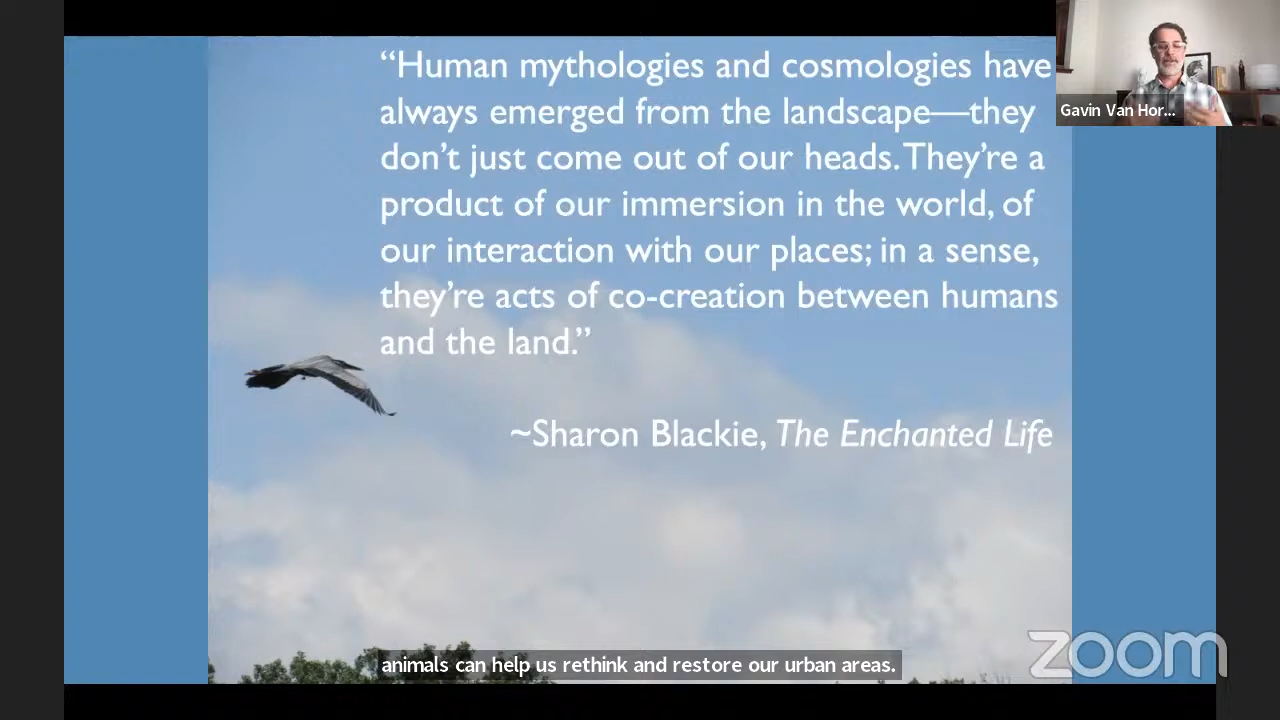 “Human mythologies and cosmologies have
always emerged from the landscape—they
don’t just come out of our heads. They’re a
product of our immersion in the world, of
our interaction with our places; in a sense,
they’re acts of co-creation between humans
and the land.”
~Sharon Blackie, The Enchanted Life
Gavin Van Hor...
animals can help us rethink and restore our urban areas.
zoom